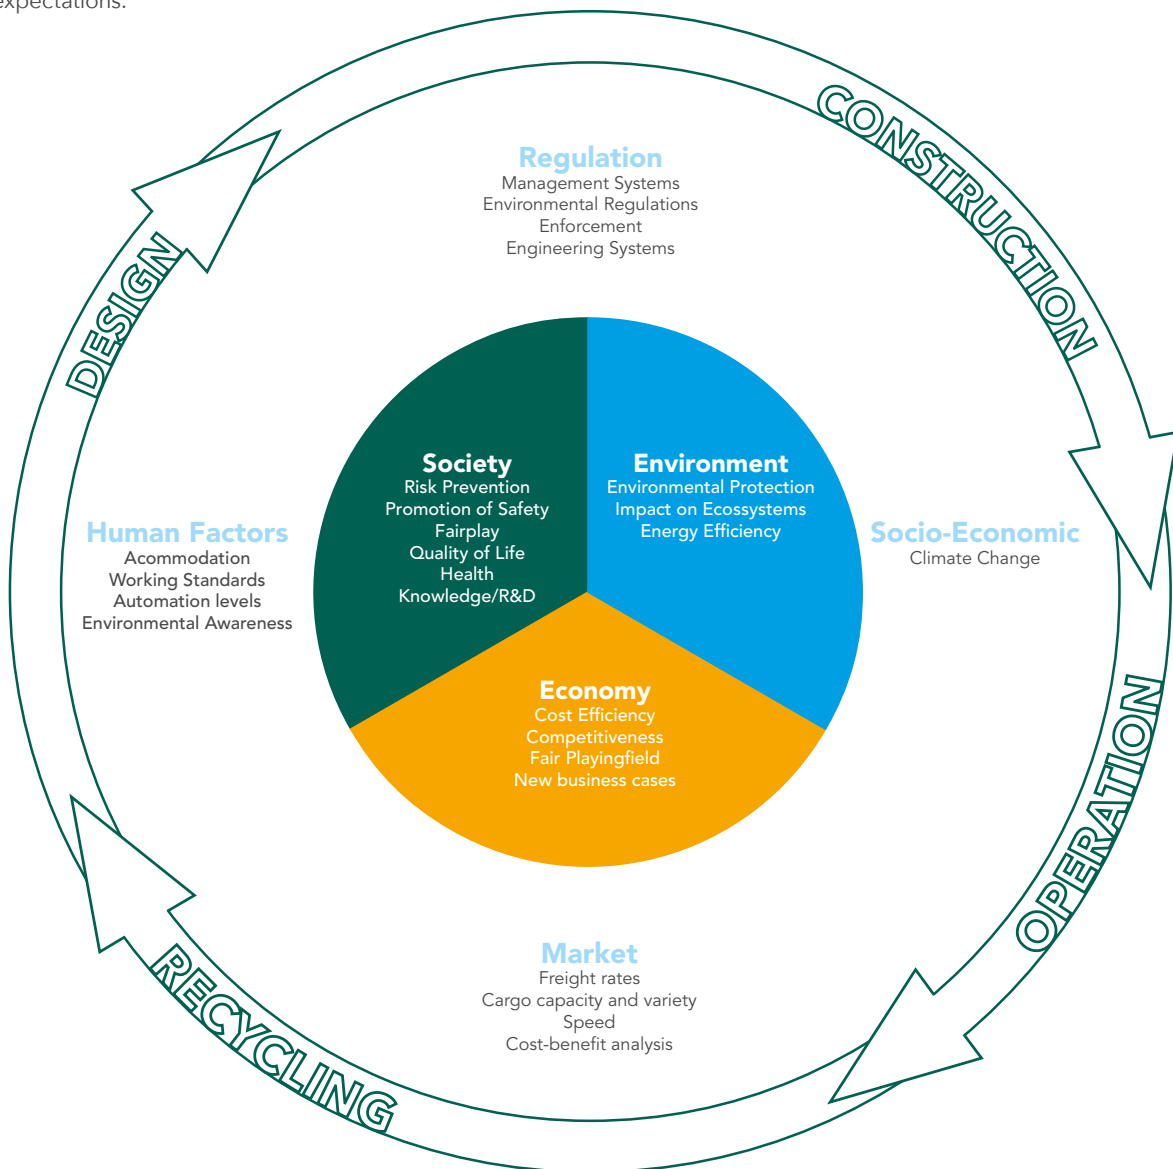 expectations.
CONSTRUCTION
Regulation
Management Systems
Environmental Regulations
Enforcement
Engineering Systems
DESIGN
Society
Risk Prevention
Promotion of Safety
Fairplay
Quality of Life
Health
Knowledge/R&D
Environment
Environmental Protection
Impact on Ecosystems
Energy Efficiency
Human Factors
Acommodation
Working Standards
Automation levels
Environmental Awareness
Socio-Economic
Climate Change
Economy
Cost Efficiency
Competitiveness
Fair Playingfield
New business cases
OPERATION
Market
Freight rates
Cargo capacity and variety
Speed
Cost-benefit analysis
RECYCLING